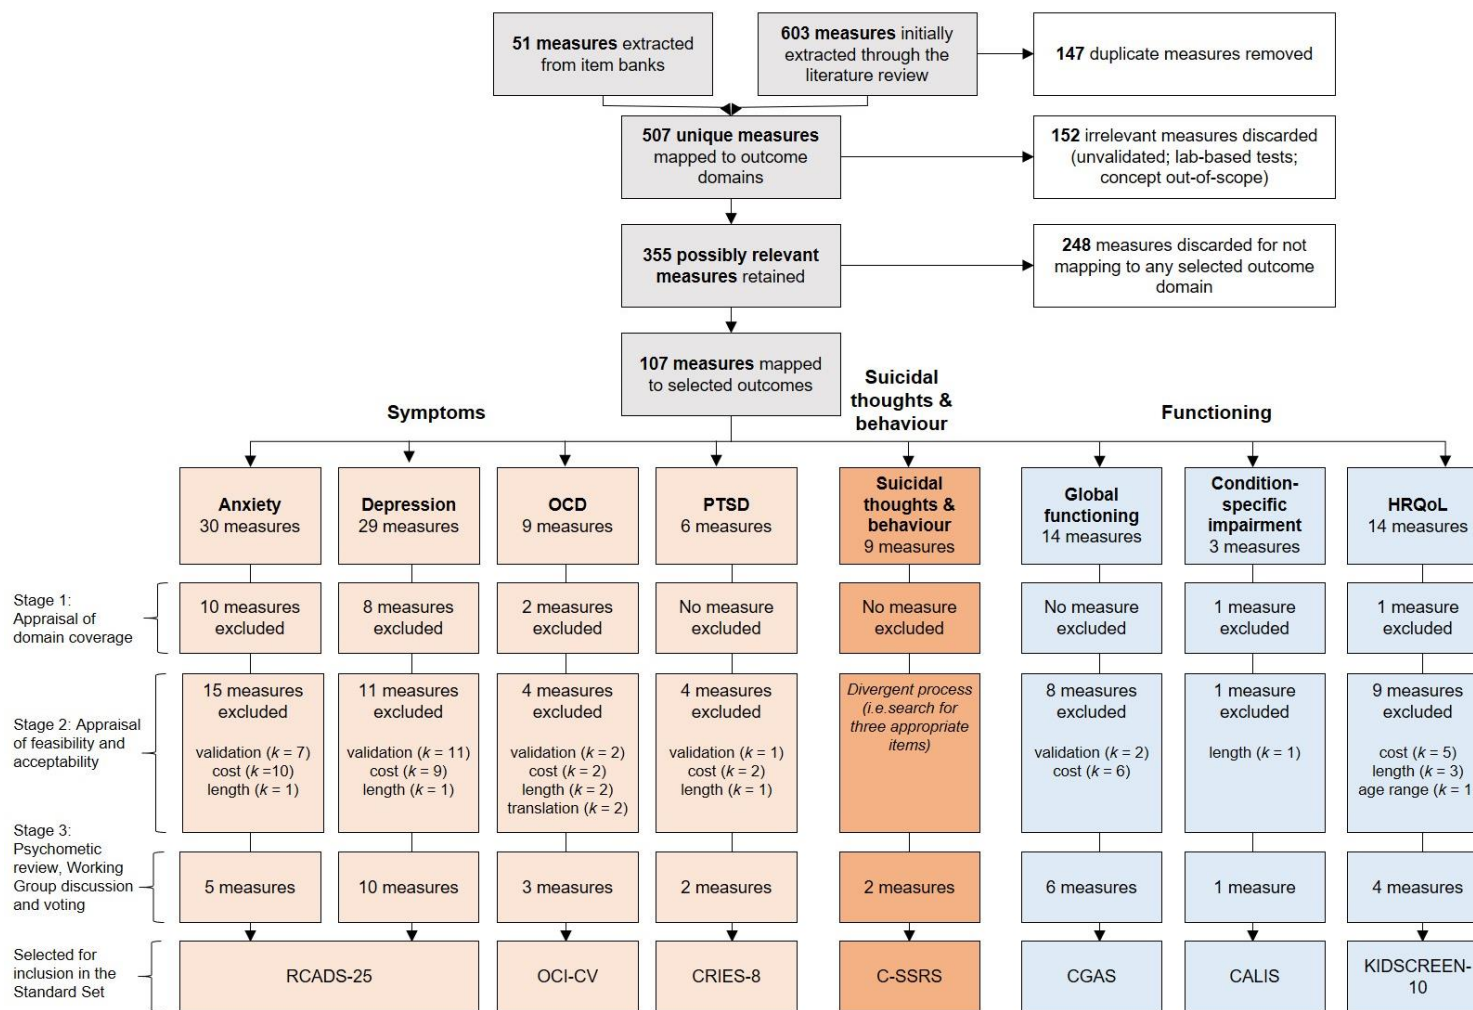 51 measures extracted
from item banks
603 measures initially
extracted through the
literature review
147 duplicate measures removed
507 unique measures
mapped to outcome
domains
152 irrelevant measures discarded
(unvalidated; lab-based tests;
concept out-of-scope)
355 possibly relevant
measures retained
248 measures discarded for not
mapping to any selected outcome
domain
107 measures mapped
to selected outcomes
Symptoms
Suicidal
thoughts &
behaviour
Functioning
Anxiety
30 measures
Depression
29 measures
OCD
9 measures
PTSD
6 measures
Suicidal
thoughts &
behaviour
9 measures
Global
functioning
14 measures
Condition-
specific
impairment
3 measures
HRQoL
14 measures
Stage 1:
Appraisal of
domain coverage
10 measures
excluded
8 measures
excluded
2 measures
excluded
No measure
excluded
No measure
excluded
No measure
excluded
1 measure
excluded
1 measure
excluded
Stage 2: Appraisal
of feasibility and
acceptability
15 measures
excluded
validation (k = 7)
cost (k =10)
length (k = 1)
11 measures
excluded
validation (k = 11)
cost (k = 9)
length (k = 1)
4 measures
excluded
validation (k = 2)
cost (k = 2)
length (k = 2)
translation (k = 2)
4 measures
excluded
validation (k = 1)
cost (k = 2)
length (k = 1)
Divergent process
(i.e.search for
three appropriate
items)
8 measures
excluded
validation (k = 2)
cost (k = 6)
1 measure
excluded
length (k = 1)
9 measures
excluded
cost (k = 5)
length (k = 3)
age range (k = 1
Stage 3:
Psychometic
review, Working
Group discussion
and voting
5 measures
10 measures
3 measures
2 measures
2 measures
6 measures
1 measure
4 measures
Selected for
inclusion in the
Standard Set
RCADS-25
OCI-CV
CRIES-8
C-SSRS
CGAS
CALIS
KIDSCREEN-
10